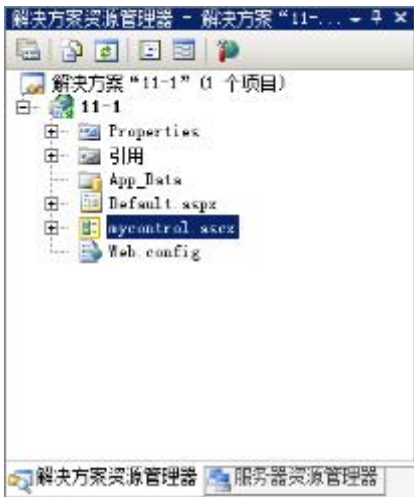 解决方案资源管理器 - 解决方案“11-...
解决方案“11-1”(1 个项目)
11-1
Properties
引用
App_Data
Default.aspx
mycontrol.ascx
Web.config
解决方案资源管理器 服务器资源管理器